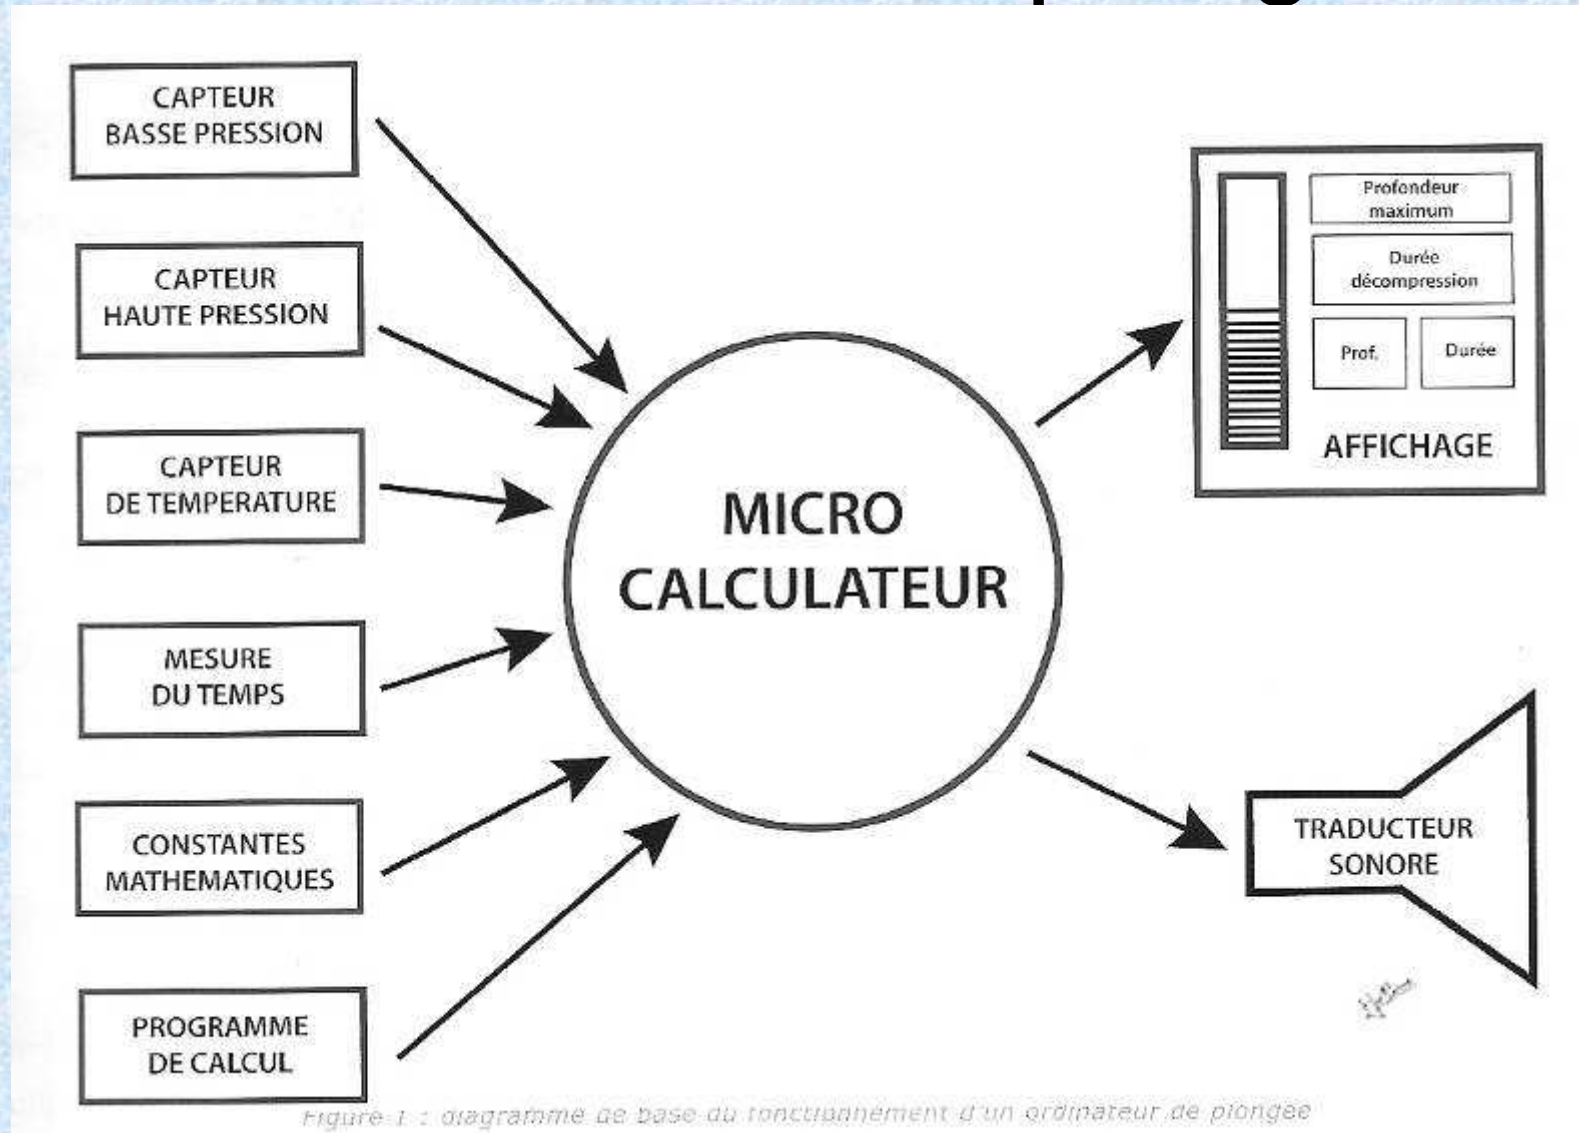 CAPTEUR
BASSE PRESSION
CAPTEUR
HAUTE PRESSION
CAPTEUR
DE TEMPERATURE
MESURE
DU TEMPS
CONSTANTES
MATHEMATIQUES
PROGRAMME
DE CALCUL
MICRO
CALCULATEUR
Profondeur
maximum
Durée
décompression
Prof.
Durée
AFFICHAGE
TRADUCTEUR
SONORE
Figure 1 : diagramme de base du fonctionnement d'un ordinateur de plongée